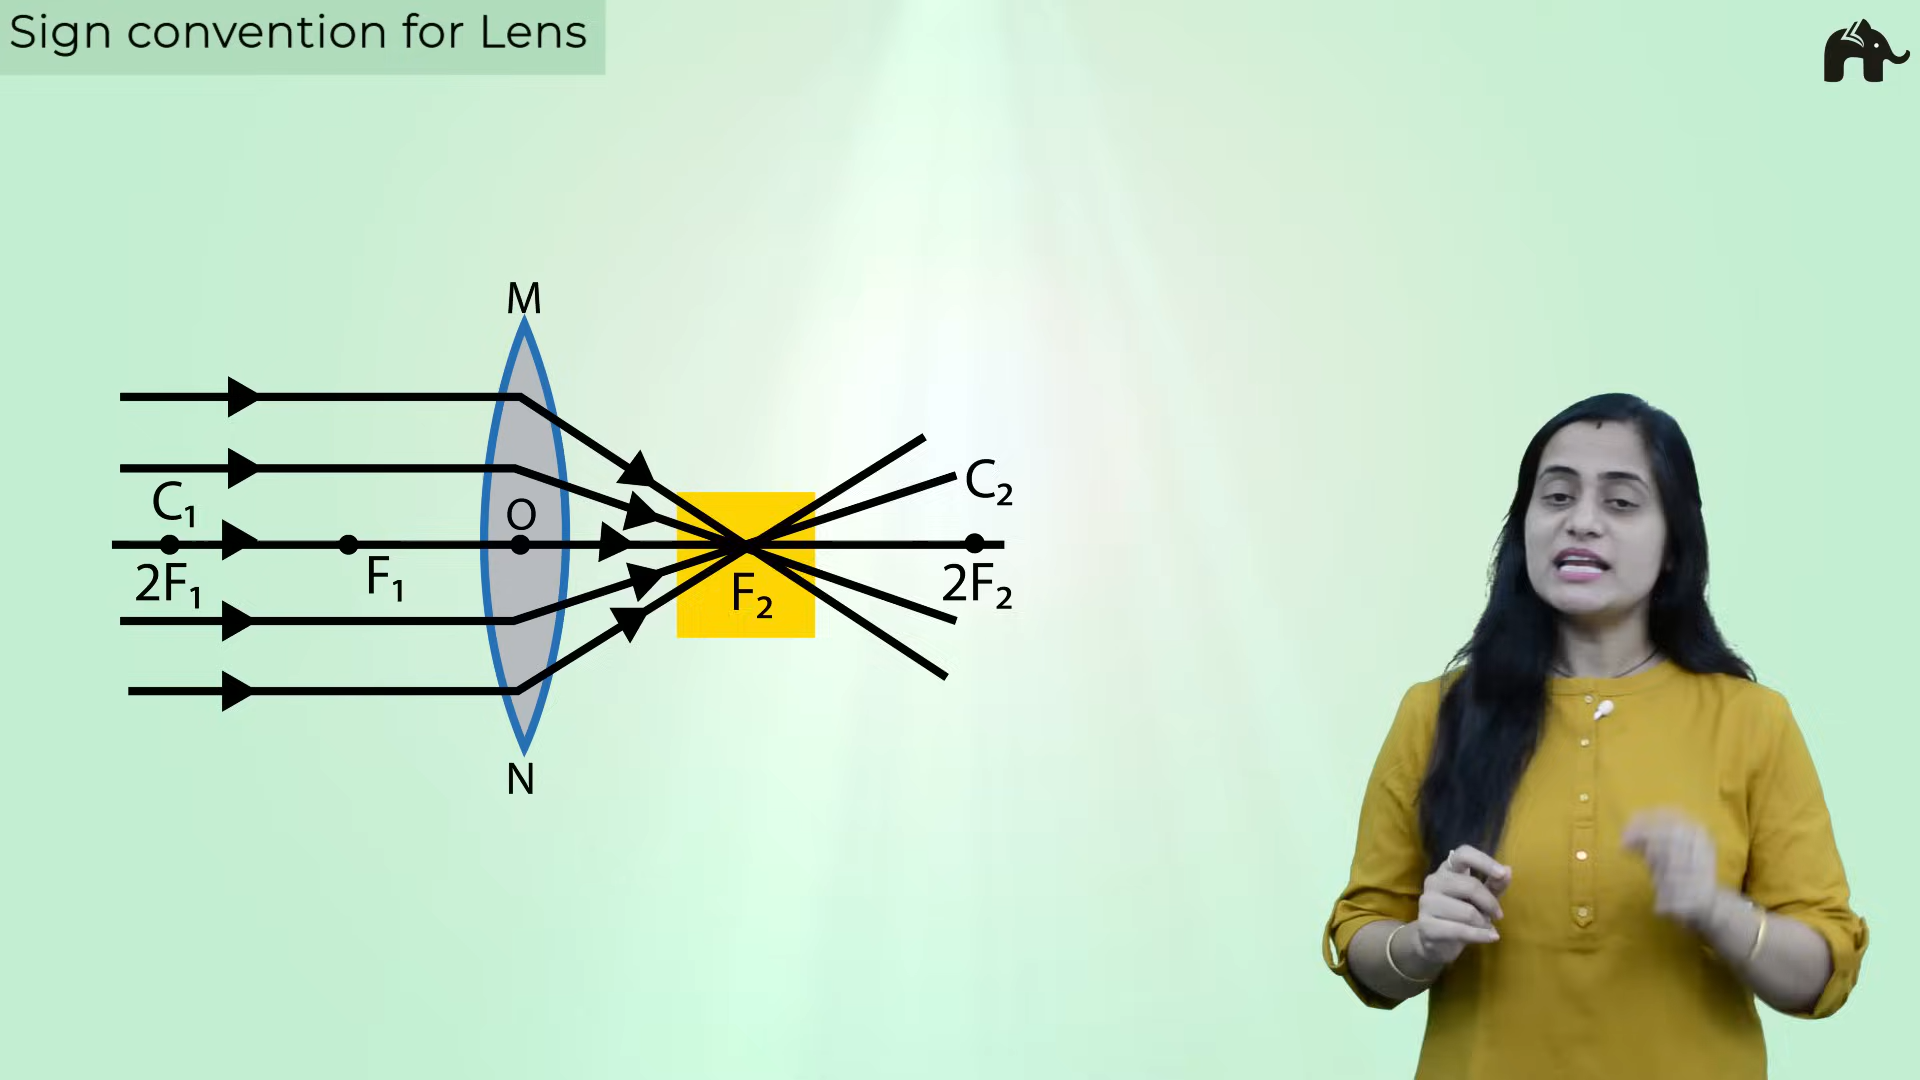 Sign convention for Lens
M
C₂
C₁
O
F₁
2F₁
F₂
2F₂
N